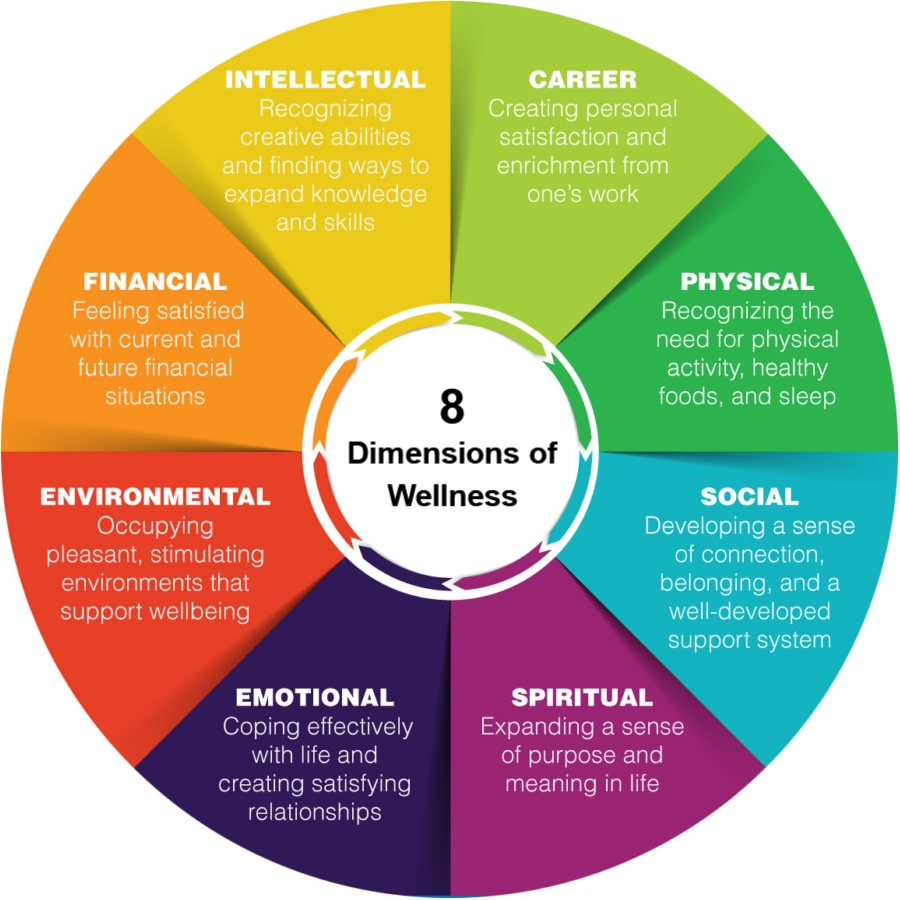 INTELLECTUAL
Recognizing
creative abilities
and finding ways to
expand knowledge
and skills
CAREER
Creating personal
satisfaction and
enrichment from
one's work
FINANCIAL
Feeling satisfied
with current and
future financial
situations
PHYSICAL
Recognizing the
need for physical
activity, healthy
foods, and sleep
8
Dimensions of
Wellness
ENVIRONMENTAL
Occupying
pleasant, stimulating
environments that
support wellbeing
SOCIAL
Developing a sense
of connection,
belonging, and a
well-developed
support system
EMOTIONAL
Coping effectively
with life and
creating satisfying
relationships
SPIRITUAL
Expanding a sense
of purpose and
meaning in life